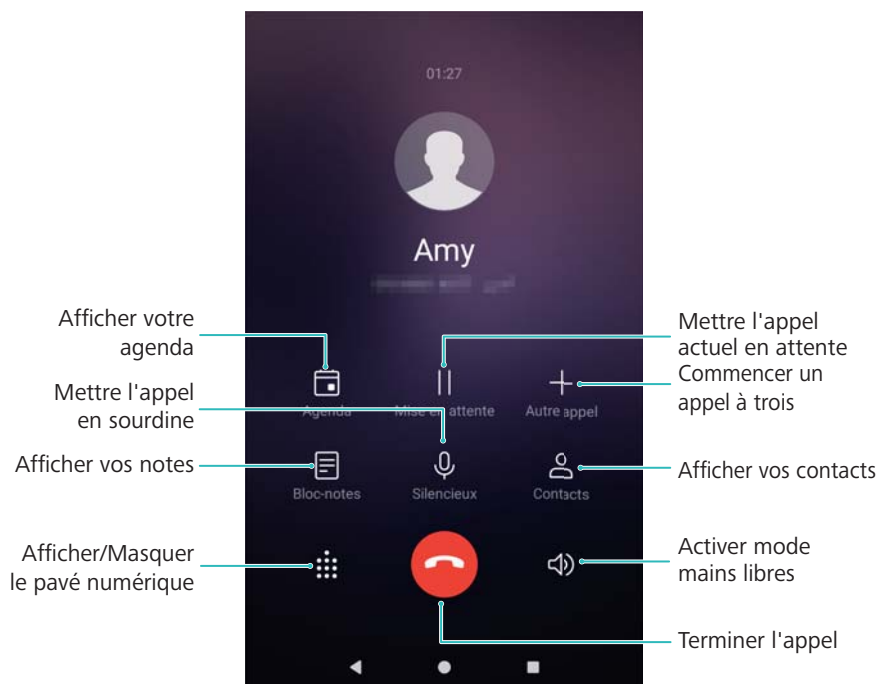 01:27
Amy
Afficher votre
agenda
Mettre l'appel
en sourdine
Afficher vos notes
Afficher/Masquer
le pavé numérique
Agenda
Mise en attente
Autre appel
Bloc-notes
Silencieux
Contacts
Mettre l'appel
actuel en attente
Commencer un
appel à trois
Afficher vos contacts
Activer mode
mains libres
Terminer l'appel